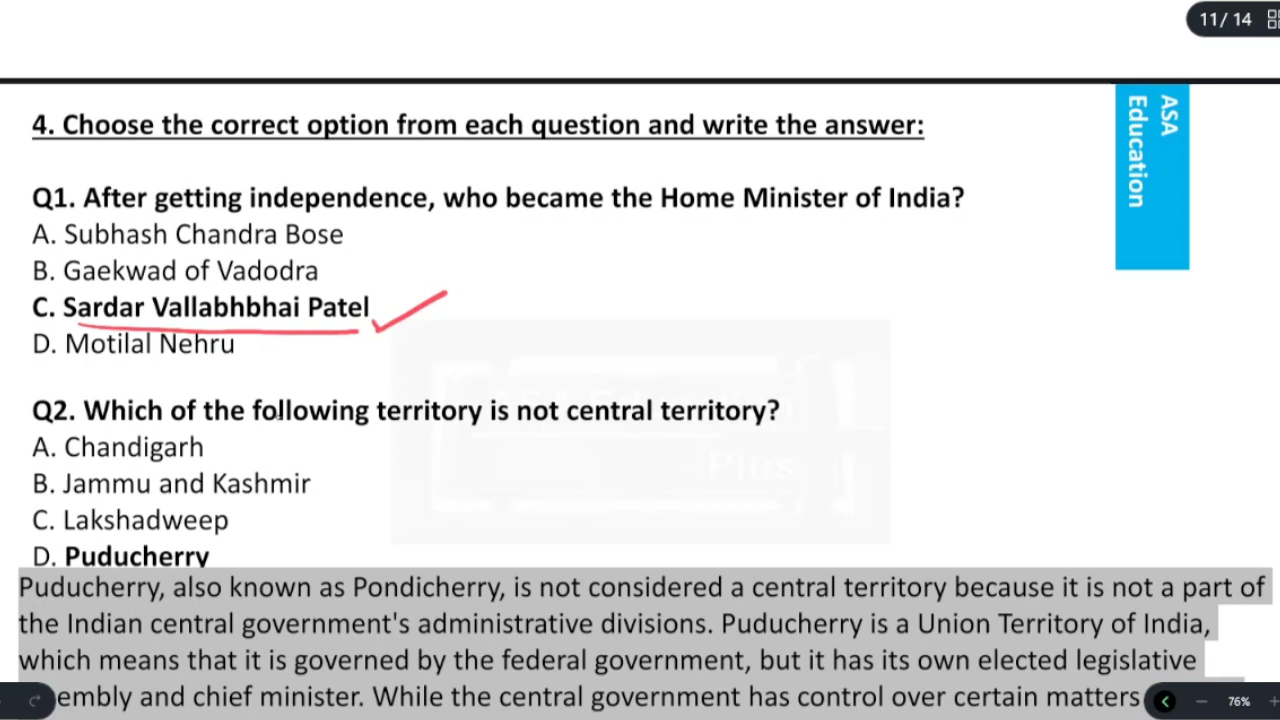 11/ 14
ASA
Education
4. Choose the correct option from each question and write the answer:
Q1. After getting independence, who became the Home Minister of India?
A. Subhash Chandra Bose
B. Gaekwad of Vadodra
C. Sardar Vallabhbhai Patel
D. Motilal Nehru
Q2. Which of the following territory is not central territory?
A. Chandigarh
B. Jammu and Kashmir
C. Lakshadweep
D. Puducherry
Plus
Puducherry, also known as Pondicherry, is not considered a central territory because it is not a part of
the Indian central government's administrative divisions. Puducherry is a Union Territory of India,
which means that it is governed by the federal government, but it has its own elected legislative
embly and chief minister. While the central government has control over certain matters
76%